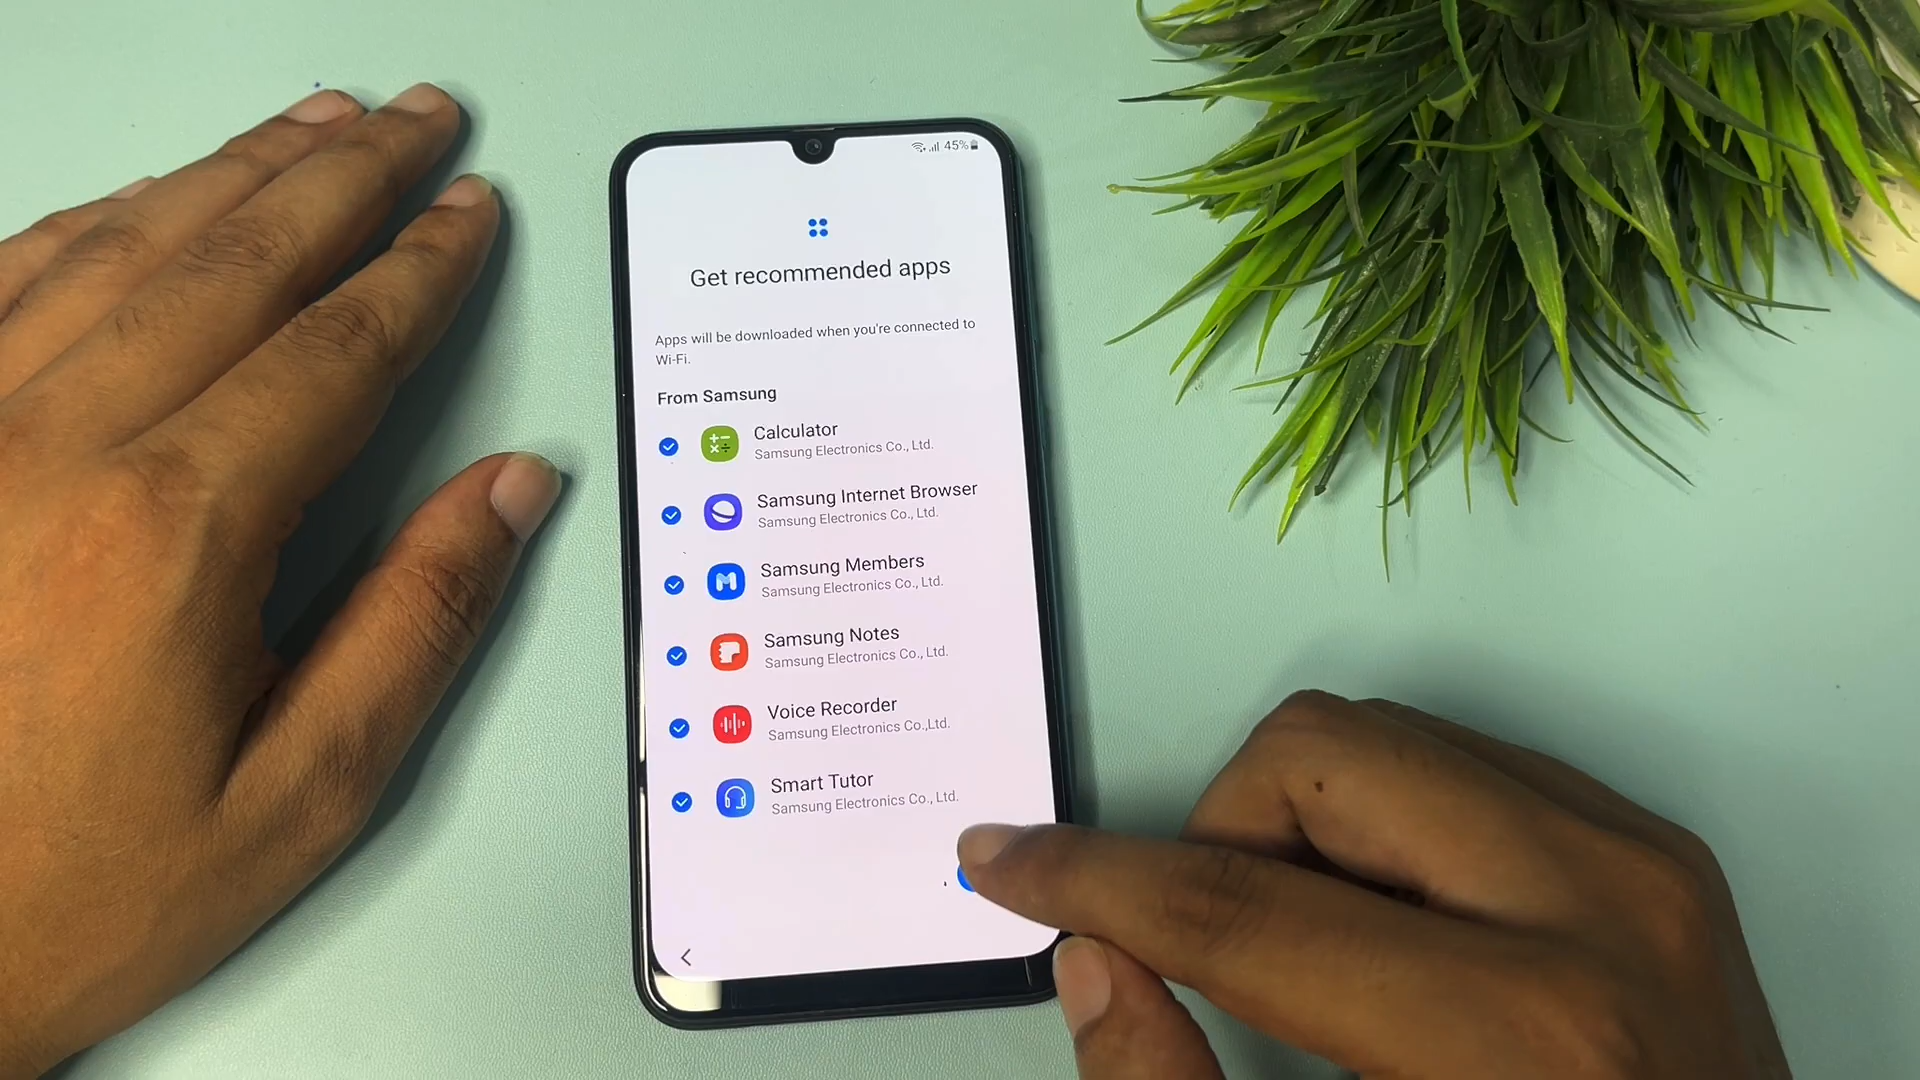 45%
Get recommended apps
Apps will be downloaded when you're connected to
Wi-Fi.
From Samsung
Calculator
Samsung Electronics Co., Ltd.
Samsung Internet Browser
Samsung Electronics Co., Ltd.
Samsung Members
Samsung Electronics Co., Ltd.
Samsung Notes
Samsung Electronics Co., Ltd.
Voice Recorder
Samsung Electronics Co.,Ltd.
Smart Tutor
Samsung Electronics Co., Ltd.